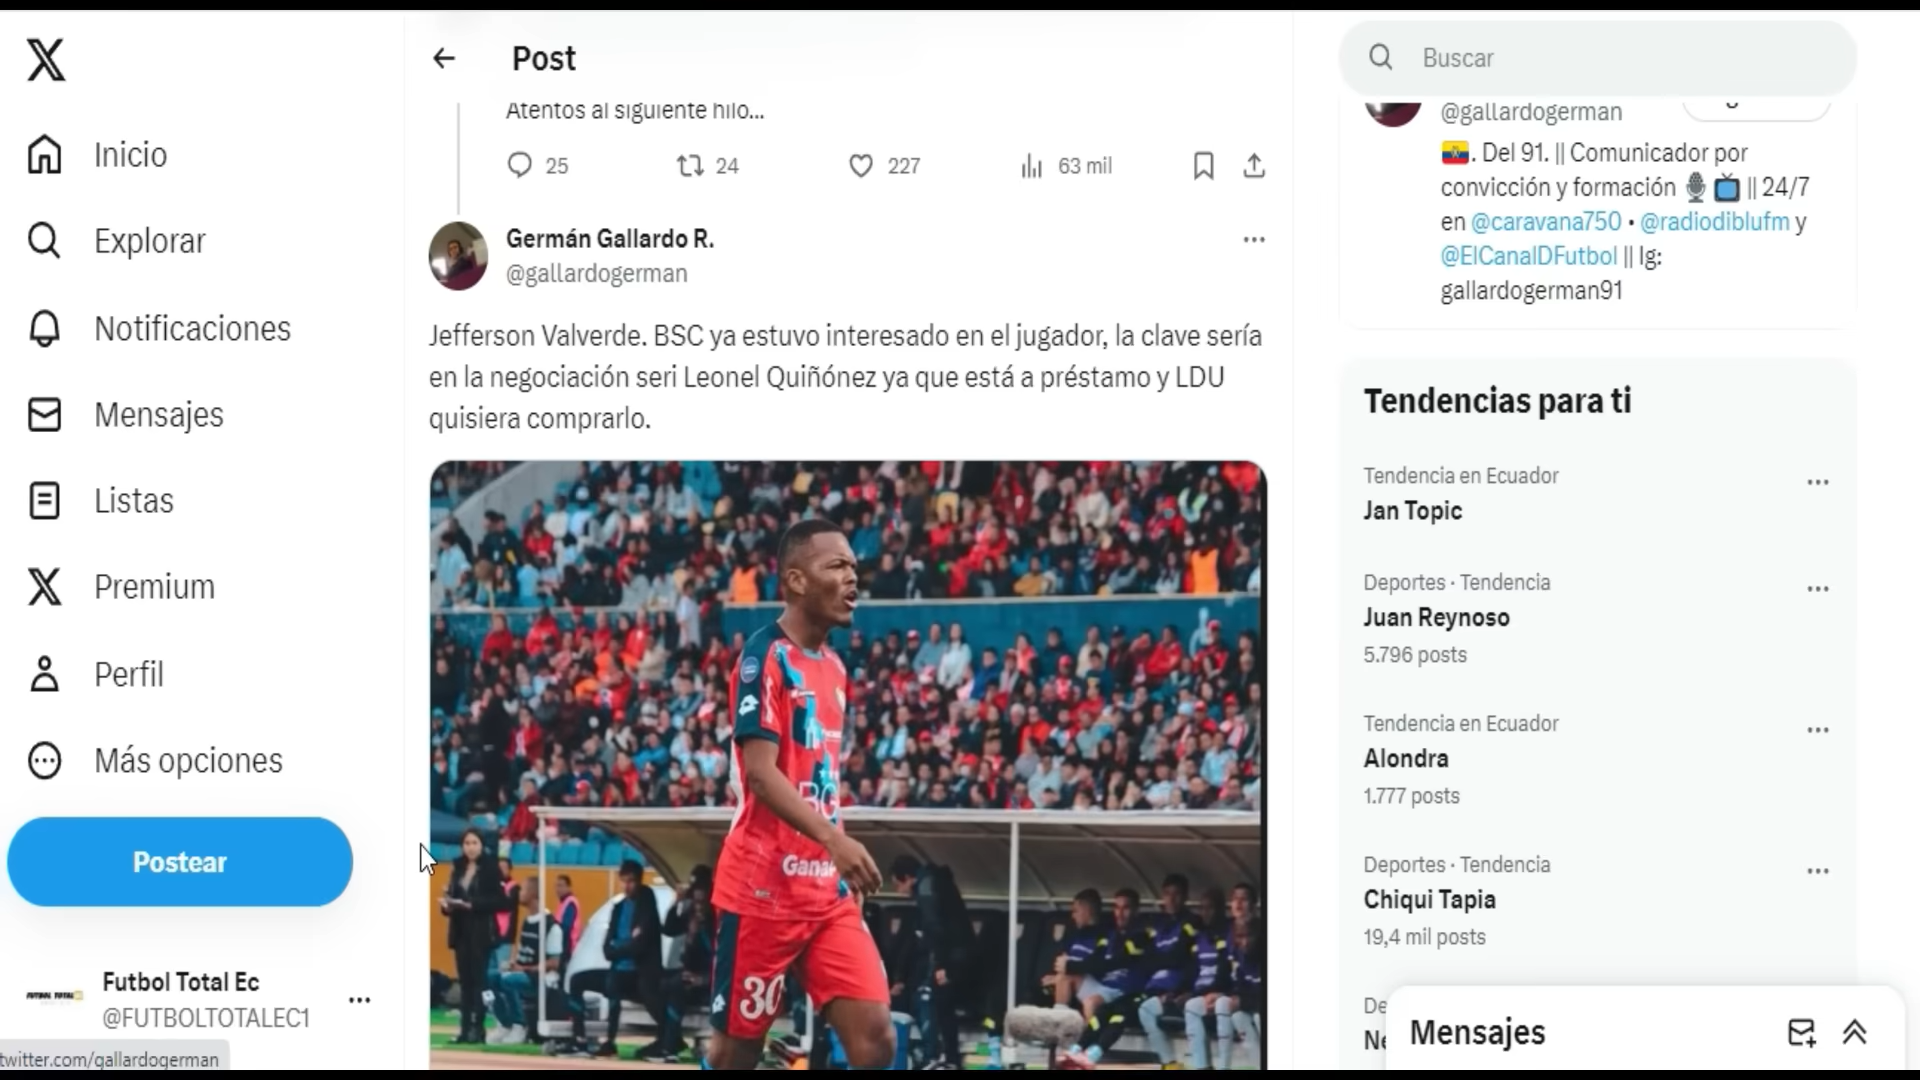 Post
Buscar
Atentos al siguiente hilo...
25
24
227
63 mil
Inicio
Explorar
Notificaciones
Mensajes
Listas
Premium
Perfil
Más opciones
Postear
Futbol Total Ec
@FUTBOLTOTALEC1
twitter.com/gallardogerman
Germán Gallardo R.
@gallardogerman
Jefferson Valverde. BSC ya estuvo interesado en el jugador, la clave sería
en la negociación seri Leonel Quiñónez ya que está a préstamo y LDU
quisiera comprarlo.
BG
Gana
30
@gallardogerman
. Del 91. || Comunicador por
convicción y formación || 24/7
en @caravana750 • @radiodiblufm y
@ElCanalDFutbol || Ig:
gallardogerman91
Tendencias para ti
Tendencia en Ecuador
Jan Topic
Deportes · Tendencia
Juan Reynoso
5.796 posts
Tendencia en Ecuador
Alondra
1.777 posts
Deportes · Tendencia
Chiqui Tapia
19,4 mil posts
De
Ne
Mensajes